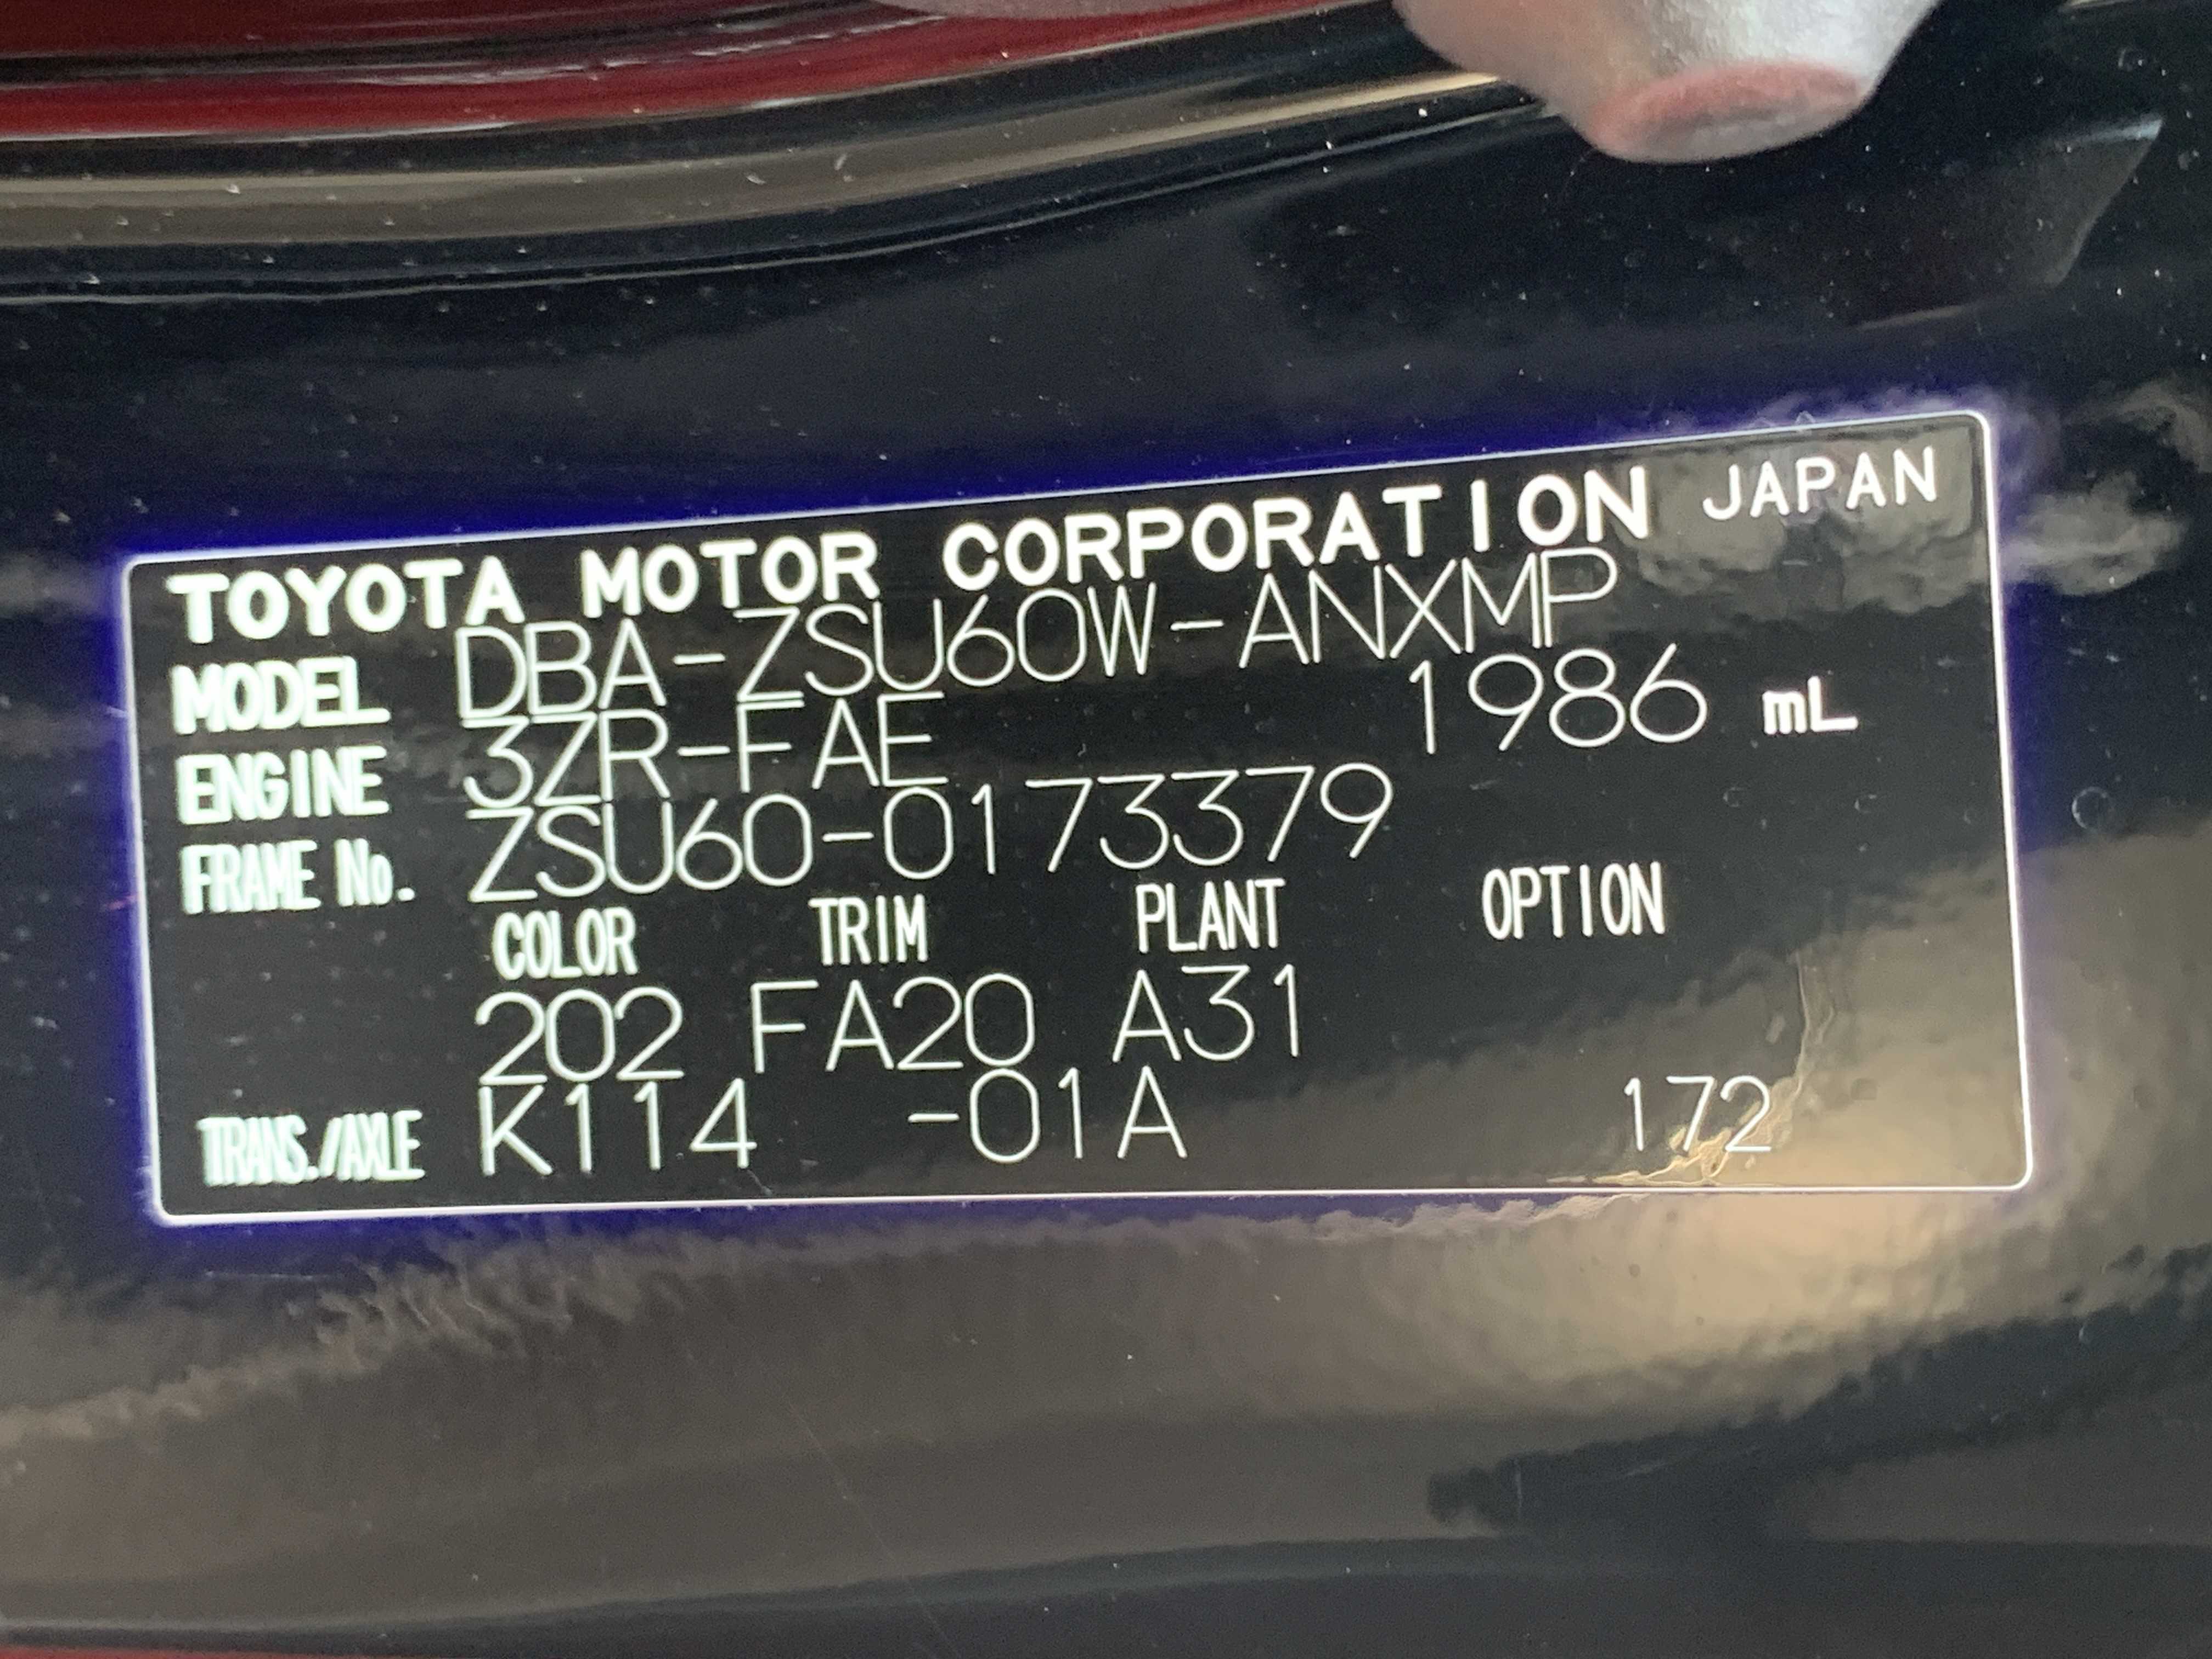 TOYOTA MOTOR CORPORATION JAPAN
MODEL DBA-ZSU60W-ANXMP
ENGINE 3ZR-FAE 1986 mL
FRAME No. ZSU60-0173379
COLOR TRIM PLANT OPTION
202 FA20 A31
TRANS./AXLE K114 -01A 172